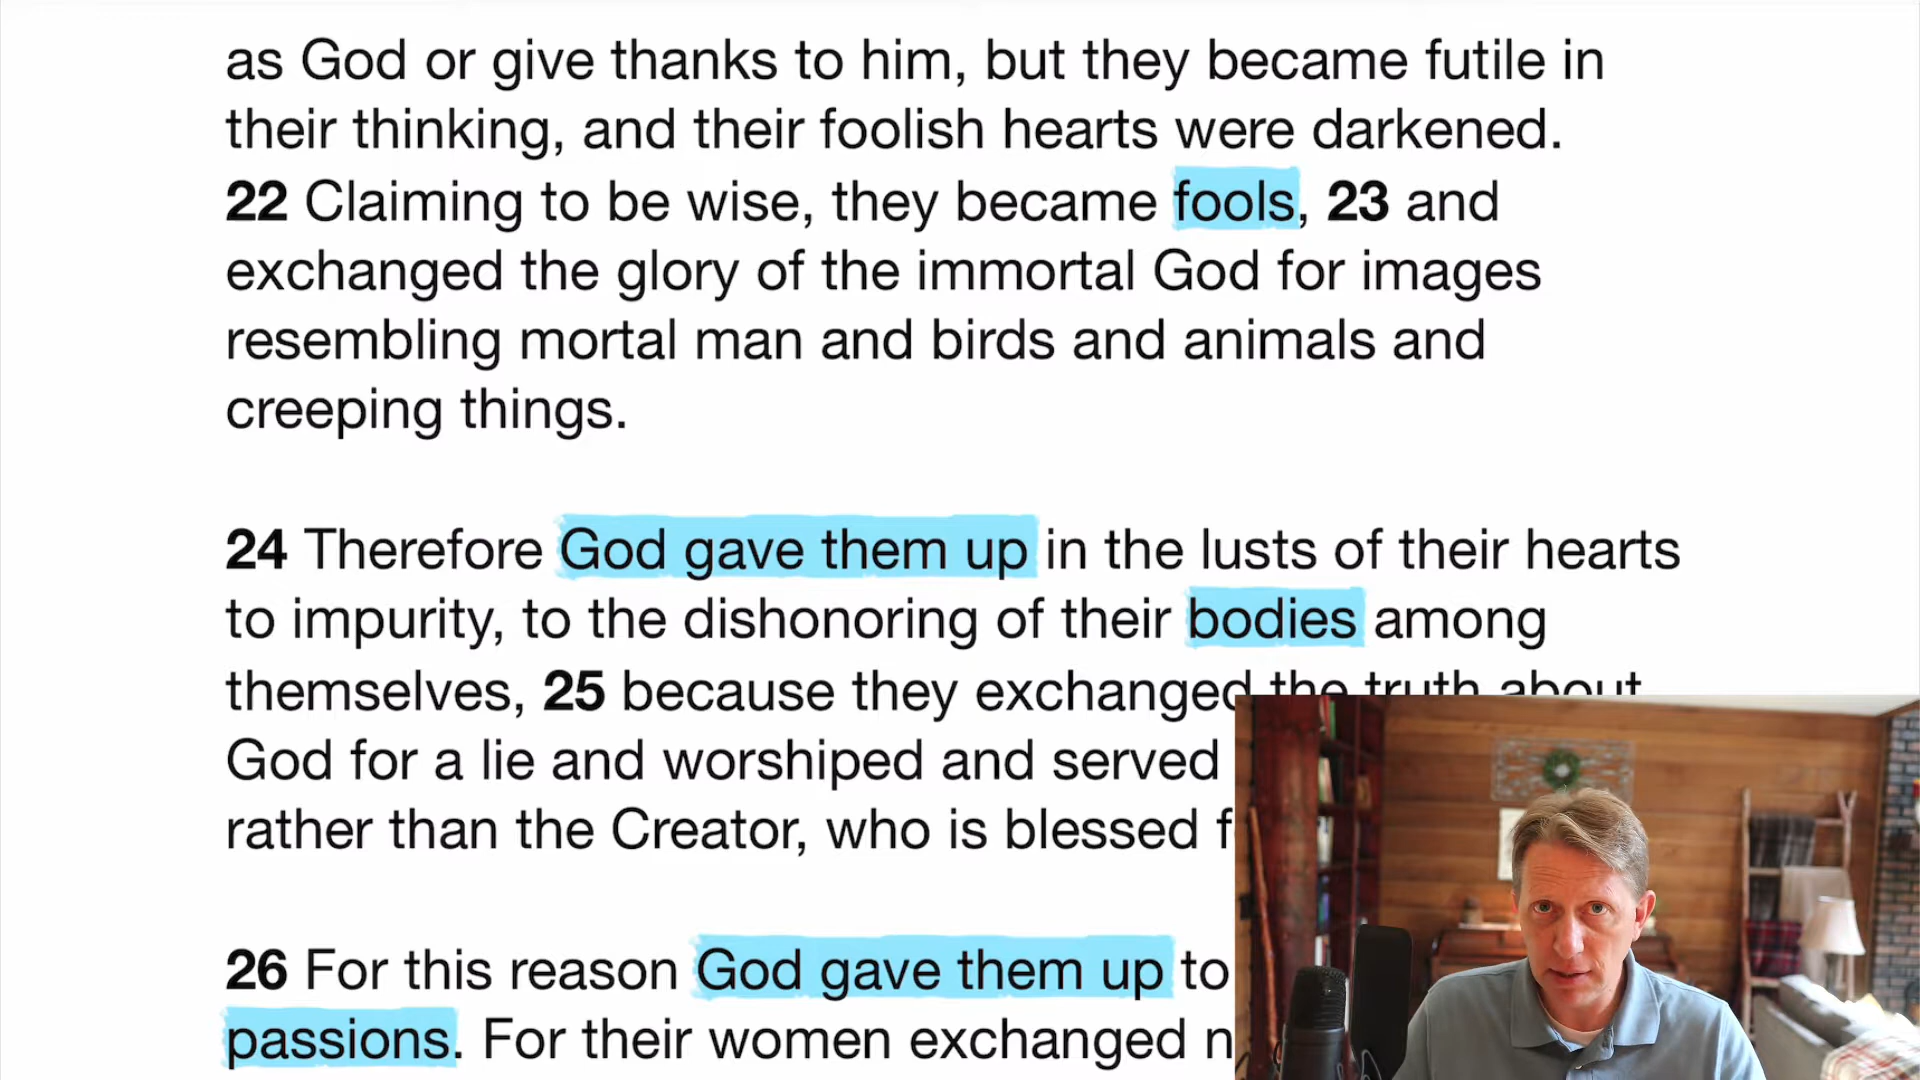 as God or give thanks to him, but they became futile in
their thinking, and their foolish hearts were darkened.
22 Claiming to be wise, they became fools, 23 and
exchanged the glory of the immortal God for images
resembling mortal man and birds and animals and
creeping things.
24 Therefore God gave them up in the lusts of their hearts
to impurity, to the dishonoring of their bodies among
themselves, 25 because they exchanged the truth about
God for a lie and worshiped and served
rather than the Creator, who is blessed f
26 For this reason God gave them up to
passions. For their women exchanged n